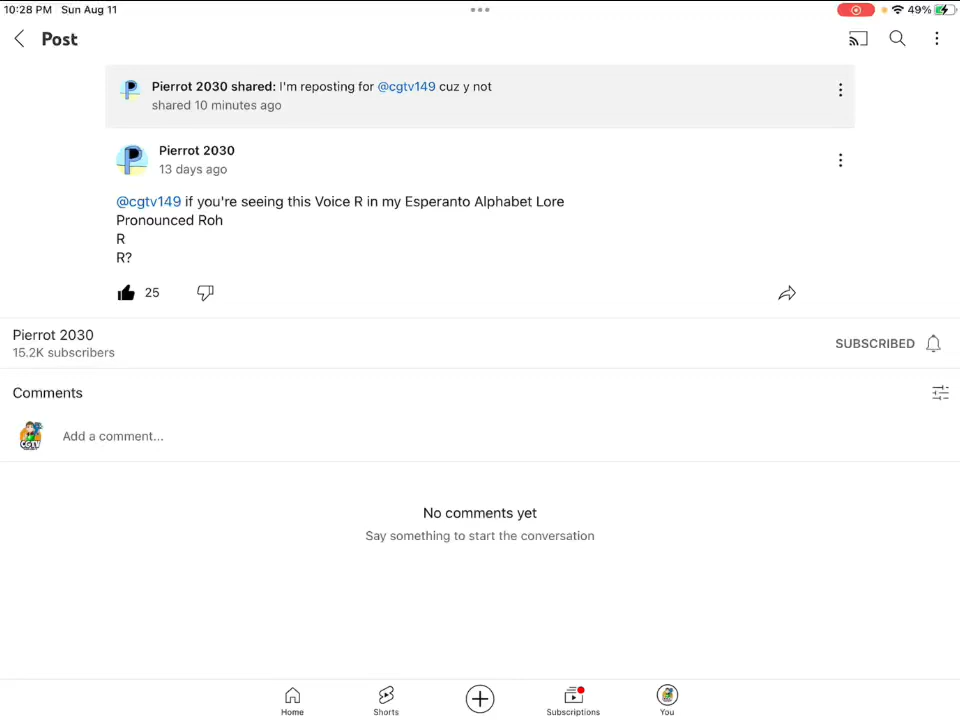 10:28 PM Sun Aug 11
49%
Post
Pierrot 2030 shared: I'm reposting for @cgtv149 cuz y not
shared 10 minutes ago
P
Pierrot 2030
13 days ago
P
@cgtv149 if you're seeing this Voice R in my Esperanto Alphabet Lore
Pronounced Roh
R
R?
25
Pierrot 2030
15.2K subscribers
SUBSCRIBED
Comments
CGTV
Add a comment...
No comments yet
Say something to start the conversation
Home
Shorts
Subscriptions
You